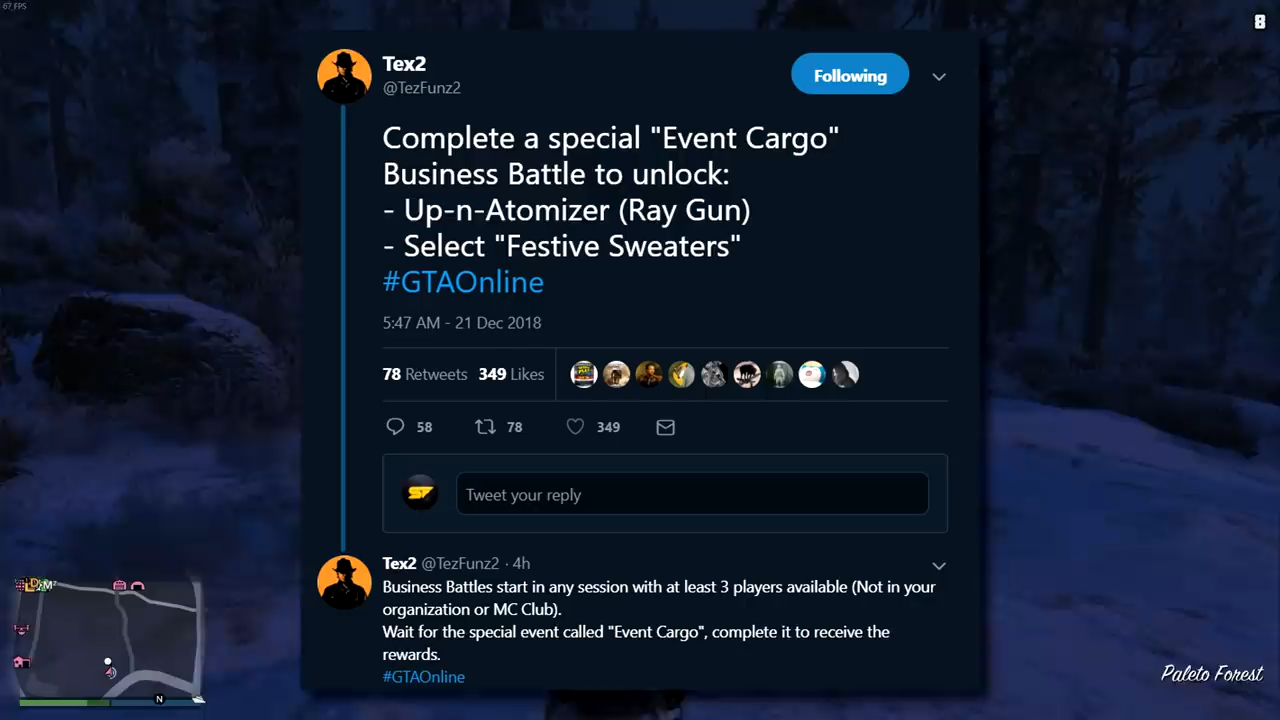 67 FPS
8
Tex2
@TezFunz2
Following
Complete a special "Event Cargo"
Business Battle to unlock:
- Up-n-Atomizer (Ray Gun)
- Select "Festive Sweaters"
#GTAOnline
5:47 AM - 21 Dec 2018
78 Retweets 349 Likes
58 78 349
Tweet your reply
Tex2 @TezFunz2 · 4h
Business Battles start in any session with at least 3 players available (Not in your
organization or MC Club).
Wait for the special event called "Event Cargo", complete it to receive the
rewards.
#GTAOnline
Paleto Forest
N